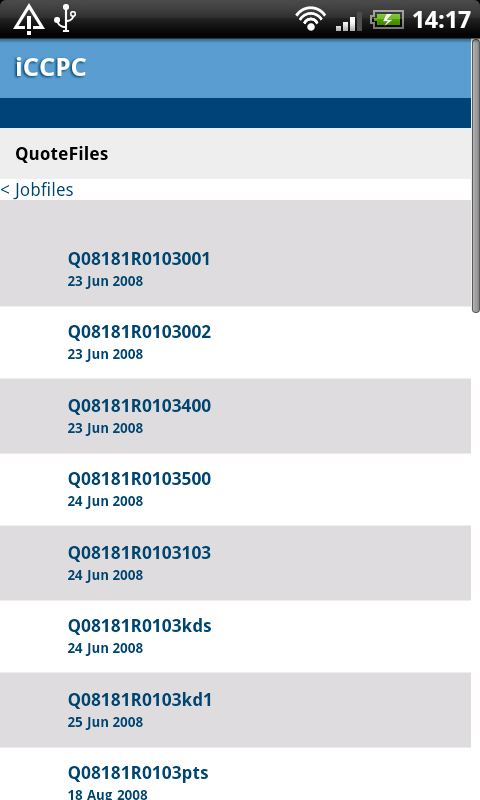 14:17
iCCPC
QuoteFiles
< Jobfiles
Q08181R0103001
23 Jun 2008
Q08181R0103002
23 Jun 2008
Q08181R0103400
23 Jun 2008
Q08181R0103500
24 Jun 2008
Q08181R0103103
24 Jun 2008
Q08181R0103kds
24 Jun 2008
Q08181R0103kd1
25 Jun 2008
Q08181R0103pts
18 Aug 2008